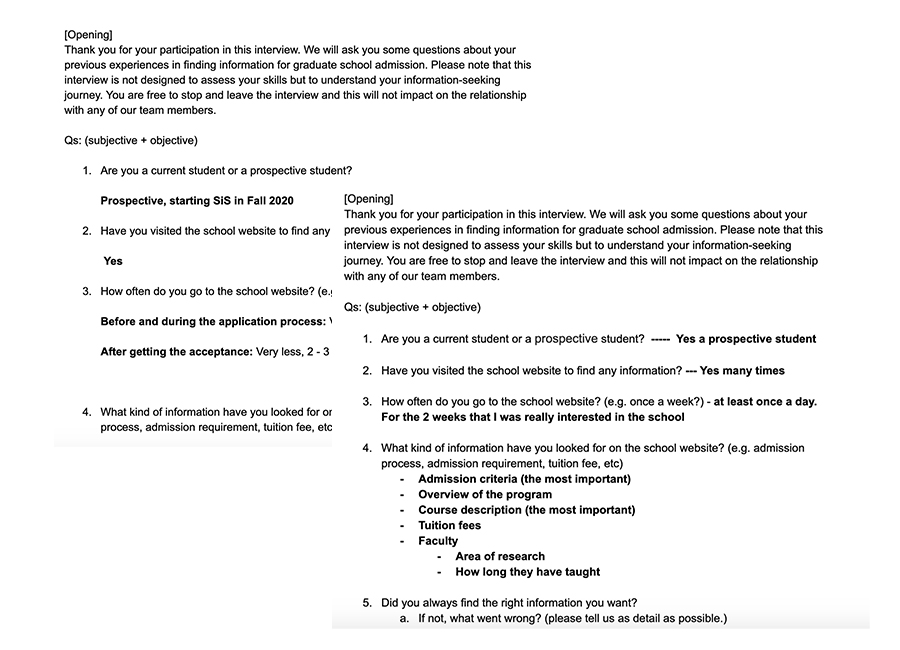 [Opening]
Thank you for your participation in this interview. We will ask you some questions about your
previous experiences in finding information for graduate school admission. Please note that this
interview is not designed to assess your skills but to understand your information-seeking
journey. You are free to stop and leave the interview and this will not impact on the relationship
with any of our team members.
Qs: (subjective + objective)
1. Are you a current student or a prospective student?
Prospective, starting SiS in Fall 2020
2. Have you visited the school website to find any
Yes
3. How often do you go to the school website? (e.g
Before and during the application process:
After getting the acceptance: Very less, 2 - 3
4. What kind of information have you looked for or
process, admission requirement, tuition fee, etc
[Opening]
Thank you for your participation in this interview. We will ask you some questions about your
previous experiences in finding information for graduate school admission. Please note that this
interview is not designed to assess your skills but to understand your information-seeking
journey. You are free to stop and leave the interview and this will not impact on the relationship
with any of our team members.
Qs: (subjective + objective)
1. Are you a current student or a prospective student? ----- Yes a prospective student
2. Have you visited the school website to find any information? --- Yes many times
3. How often do you go to the school website? (e.g. once a week?) - at least once a day.
For the 2 weeks that I was really interested in the school
4. What kind of information have you looked for on the school website? (e.g. admission
process, admission requirement, tuition fee, etc)
- Admission criteria (the most important)
- Overview of the program
- Course description (the most important)
- Tuition fees
- Faculty
- Area of research
- How long they have taught
5. Did you always find the right information you want?
a. If not, what went wrong? (please tell us as detail as possible.)